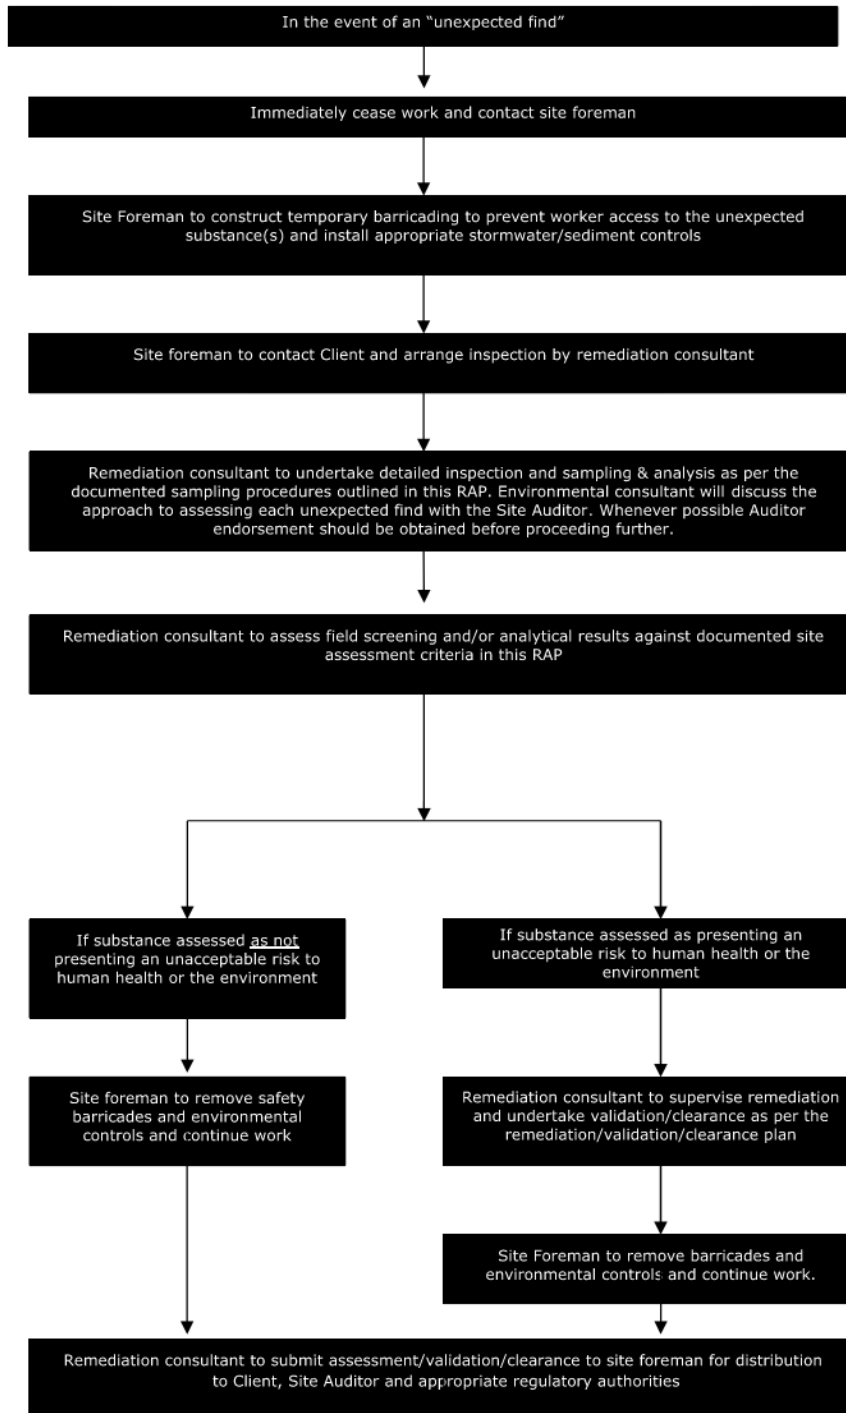 In the event of an “unexpected find”
Immediately cease work and contact site foreman
Site Foreman to construct temporary barricading to prevent worker access to the unexpected
substance(s) and install appropriate stormwater/sediment controls
Site foreman to contact Client and arrange inspection by remediation consultant
Remediation consultant to undertake detailed inspection and sampling & analysis as per the
documented sampling procedures outlined in this RAP. Environmental consultant will discuss the
approach to assessing each unexpected find with the Site Auditor. Whenever possible Auditor
endorsement should be obtained before proceeding further.
Remediation consultant to assess field screening and/or analytical results against documented site
assessment criteria in this RAP
If substance assessed as not
presenting an unacceptable risk to
human health or the environment
If substance assessed as presenting an
unacceptable risk to human health or the
environment
Site foreman to remove safety
barricades and environmental
controls and continue work
Remediation consultant to supervise remediation
and undertake validation/clearance as per the
remediation/validation/clearance plan
Site Foreman to remove barricades and
environmental controls and continue work.
Remediation consultant to submit assessment/validation/clearance to site foreman for distribution
to Client, Site Auditor and appropriate regulatory authorities